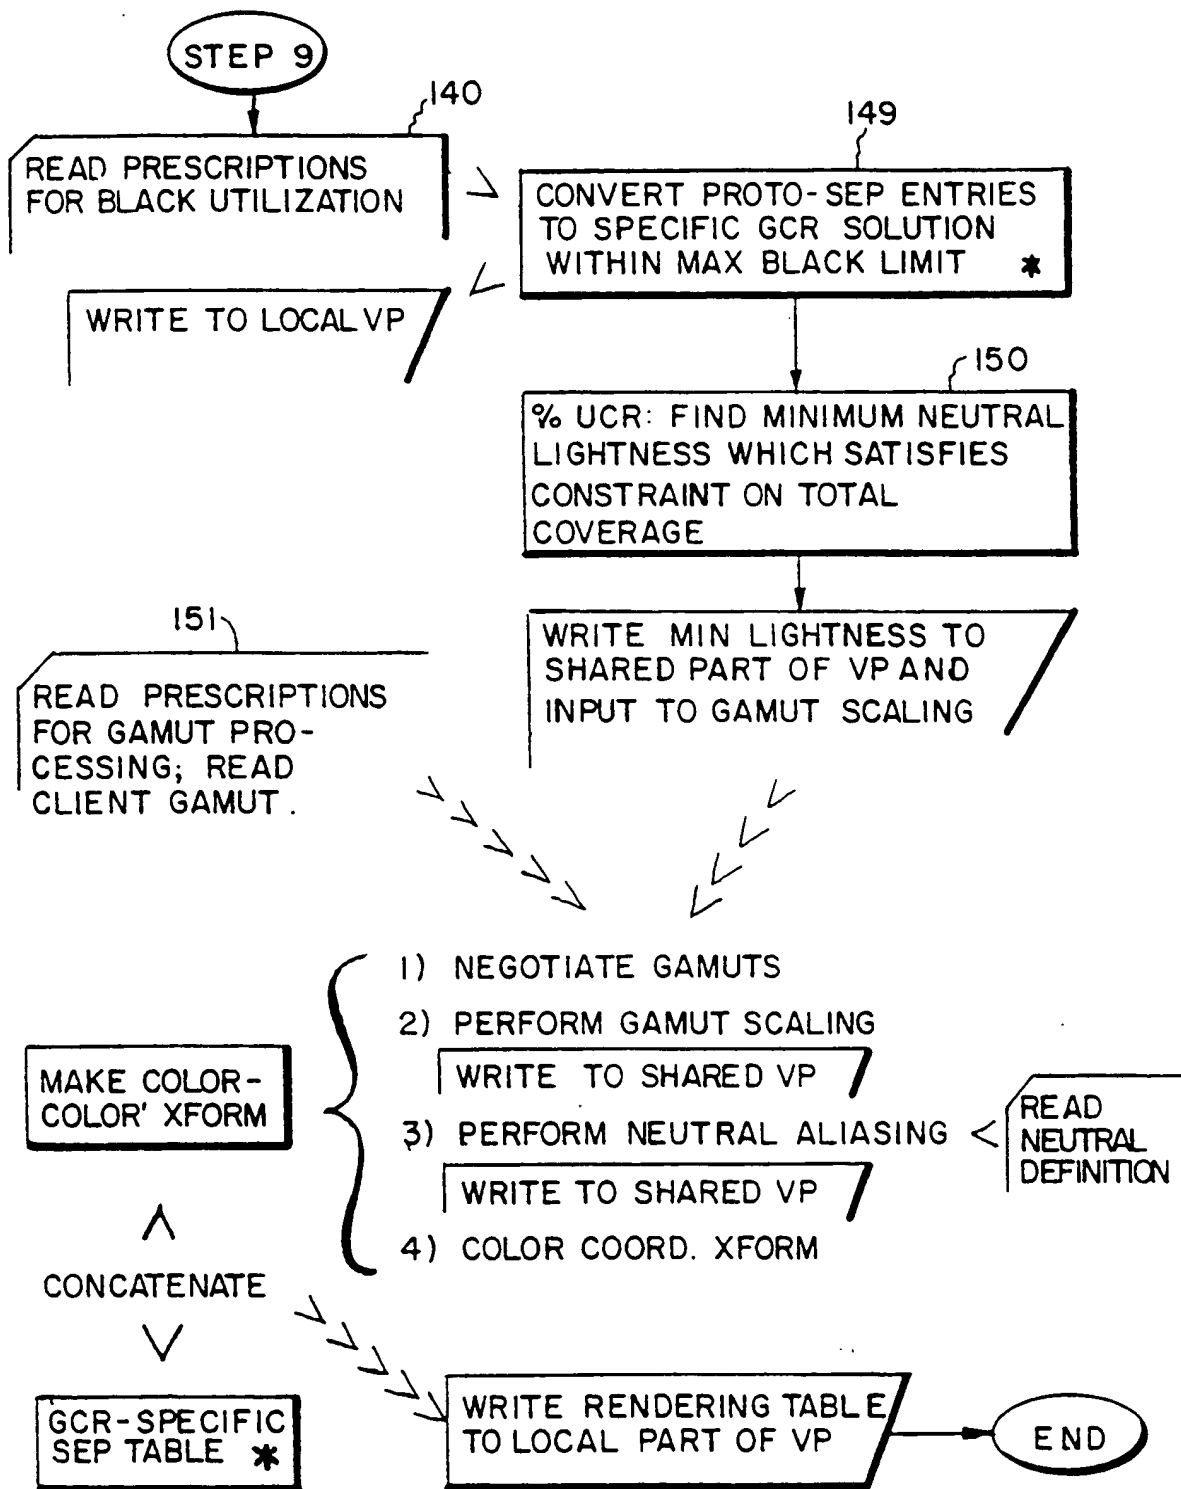 STEP 9
140
READ PRESCRIPTIONS
FOR BLACK UTILIZATION
149
CONVERT PROTO-SEP ENTRIES
TO SPECIFIC GCR SOLUTION
WITHIN MAX BLACK LIMIT *
WRITE TO LOCAL VP
150
% UCR: FIND MINIMUM NEUTRAL
LIGHTNESS WHICH SATISFIES
CONSTRAINT ON TOTAL
COVERAGE
WRITE MIN LIGHTNESS TO
SHARED PART OF VP AND
INPUT TO GAMUT SCALING
151
READ PRESCRIPTIONS
FOR GAMUT PRO-
CESSING; READ
CLIENT GAMUT.
1) NEGOTIATE GAMUTS
2) PERFORM GAMUT SCALING
WRITE TO SHARED VP
3) PERFORM NEUTRAL ALIASING
WRITE TO SHARED VP
4) COLOR COORD. XFORM
READ
NEUTRAL
DEFINITION
MAKE COLOR-
COLOR' XFORM
CONCATENATE
GCR-SPECIFIC
SEP TABLE *
WRITE RENDERING TABLE
TO LOCAL PART OF VP
END